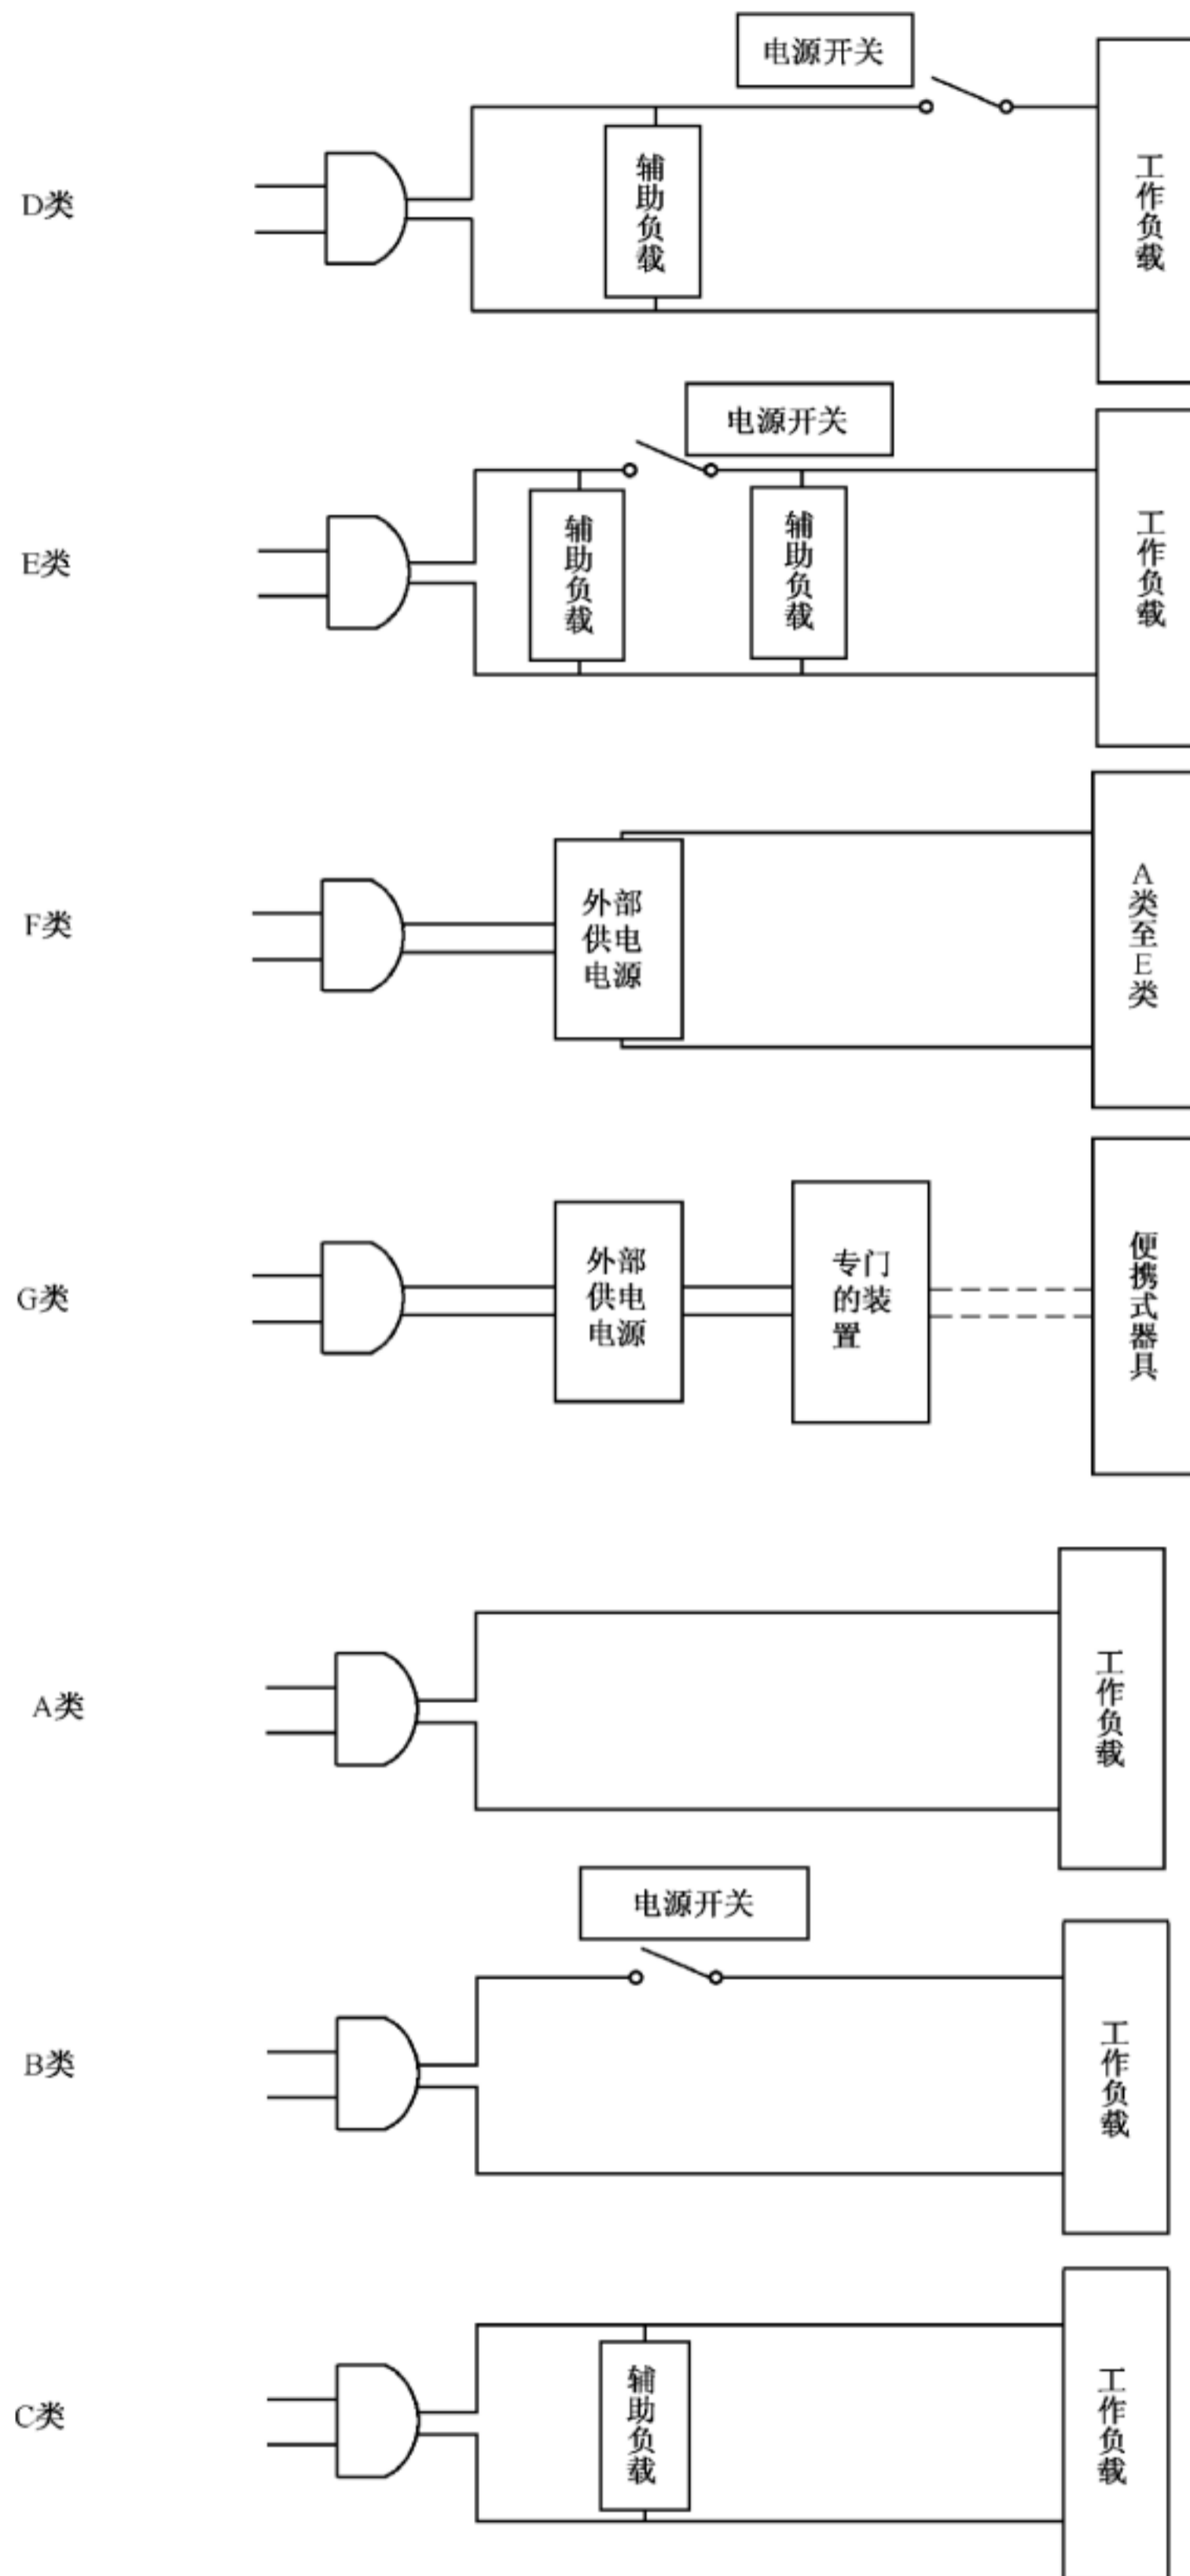 电源开关
D类
辅助负载
工作负载
电源开关
E类
辅助负载
辅助负载
工作负载
F类
外部
供电
电源
A类至E类
G类
外部
供电
电源
专门
的装
置
便携式器具
A类
工作负载
电源开关
B类
工作负载
C类
辅助负载
工作负载